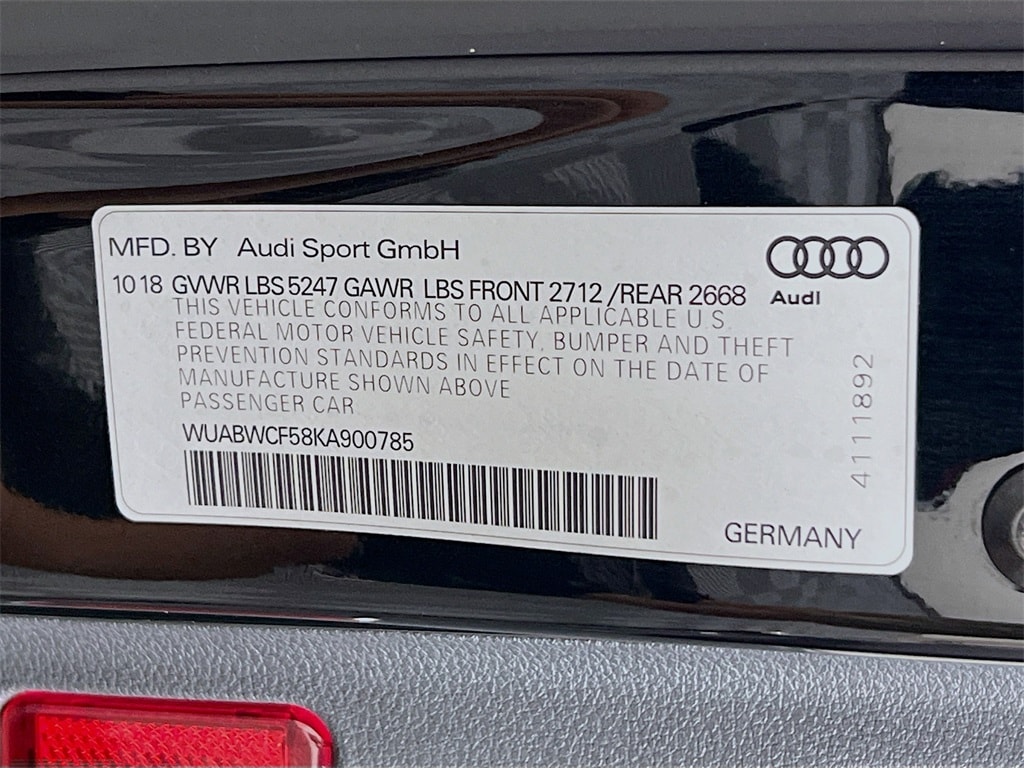 MFD. BY Audi Sport GmbH
10 18 GVWR LBS 5247 GAWR LBS FRONT 2712 /REAR 2668
Audi
THIS VEHICLE CONFORMS TO ALL APPLICABLE U.S.
FEDERAL MOTOR VEHICLE SAFETY, BUMPER AND THEFT
PREVENTION STANDARDS IN EFFECT ON THE DATE OF
MANUFACTURE SHOWN ABOVE
PASSENGER CAR
WUABWCF58KA900785
4111892
GERMANY